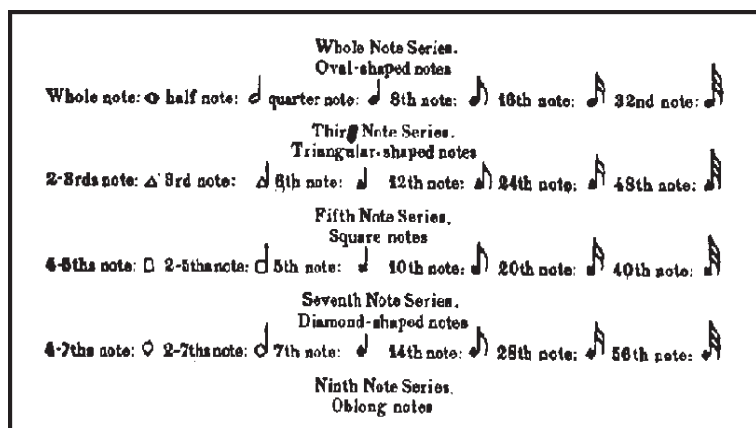 Whole Note Series.
Oval-shaped notes
Whole note: half note: quarter note: 8th note: 16th note: 32nd note:
Third Note Series.
Triangular-shaped notes
2-3rds note: 3rd note: 6th note: 12th note: 24th note: 48th note:
Fifth Note Series.
Square notes
4-5ths note: 2-5ths note: 5th note: 10th note: 20th note: 40th note:
Seventh Note Series.
Diamond-shaped notes
4-7ths note: 2-7ths note: 7th note: 14th note: 28th note: 56th note:
Ninth Note Series.
Oblong notes